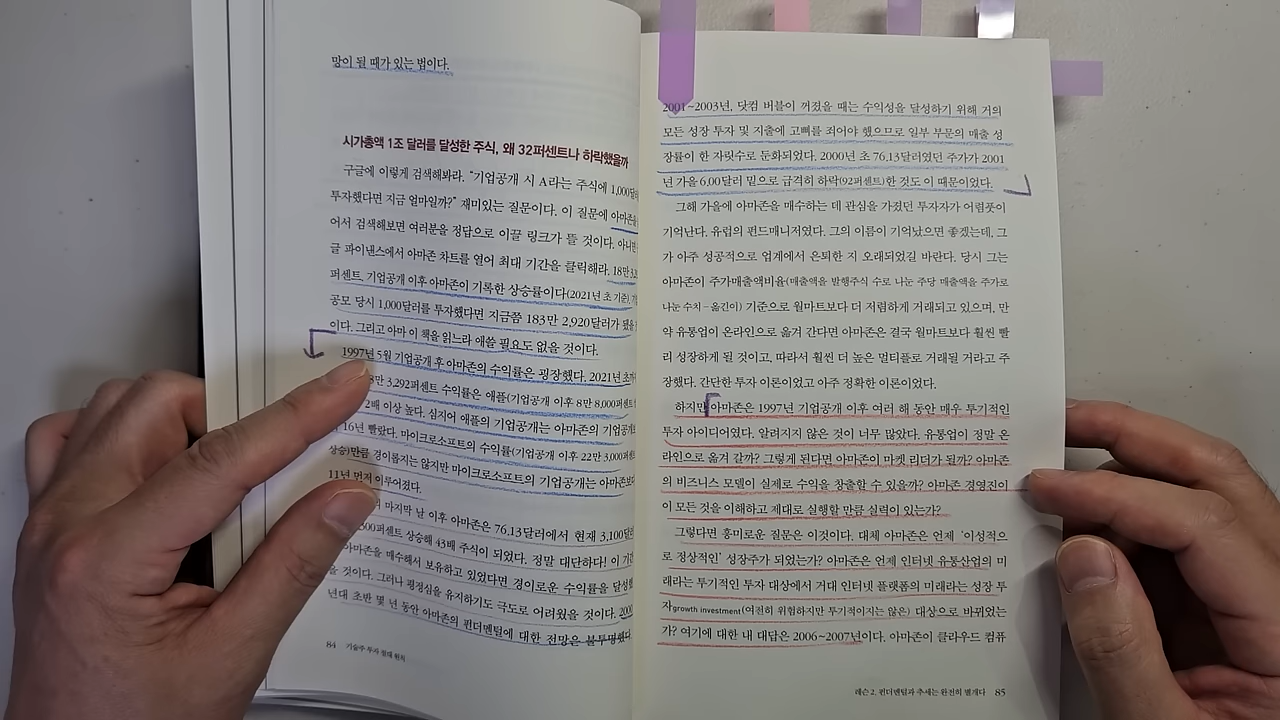 망이 될 때가 있는 법이다.
시가총액 1조 달러를 달성한 주식, 왜 32퍼센트나 하락했을까
구글에 이렇게 검색해봐라. “기업공개 시 A라는 주식에 1,000달
투자했다면 지금 얼마일까?” 재미있는 질문이다. 이 질문에 아마존을
어서 검색해보면 여러분을 정답으로 이끌 링크가 뜰 것이다. 아니면
글 파이낸스에서 아마존 차트를 열어 최대 기간을 클릭해라. 18만 3,2
퍼센트. 기업공개 이후 아마존이 기록한 상승률이다(2021년 초 기준).
공모 당시 1,000달러를 투자했다면 지금쯤 183만 2,920달러가 됐을
이다. 그리고 아마 이 책을 읽느라 애쓸 필요도 없을 것이다.
1997년 5월 기업공개 후 아마존의 수익률은 굉장했다. 2021년 초까
8만 3,292퍼센트 수익률은 애플(기업공개 이후 8만 8,000퍼센트
2배 이상 높다. 심지어 애플의 기업공개는 아마존의 기업공개
16년 빨랐다. 마이크로소프트의 수익률(기업공개 이후 22만 3,000퍼센
상승)만큼 경이롭지는 않지만 마이크로소프트의 기업공개는 아마존보다
11년 먼저 이루어졌다.
마지막 날 이후 아마존은 76.13달러에서 현재 3,100달러
300퍼센트 상승해 43배 주식이 되었다. 정말 대단하다! 이 기간
아마존을 매수해서 보유하고 있었다면 경이로운 수익률을 달성했
을 것이다. 그러나 평정심을 유지하기도 극도로 어려웠을 것이다. 2000
년대 초반 몇 년 동안 아마존의 펀더멘털에 대한 전망은 불투명했다.
84 기술주 투자 절대 원칙
2001~2003년, 닷컴 버블이 꺼졌을 때는 수익성을 달성하기 위해 거의
모든 성장 투자 및 지출에 고삐를 죄어야 했으므로 일부 부문의 매출 성
장률이 한 자릿수로 둔화되었다. 2000년 초 76.13달러였던 주가가 2001
년 가을 6.00달러 밑으로 급격히 하락(92퍼센트)한 것도 이 때문이었다.
그해 가을에 아마존을 매수하는 데 관심을 가졌던 투자자가 어렴풋이
기억난다. 유럽의 펀드매니저였다. 그의 이름이 기억났으면 좋겠는데, 그
가 아주 성공적으로 업계에서 은퇴한 지 오래되었길 바란다. 당시 그는
아마존이 주가매출액비율(매출액을 발행주식 수로 나눈 주당 매출액을 주가로
나눈 수치-옮긴이) 기준으로 월마트보다 더 저렴하게 거래되고 있으며, 만
약 유통업이 온라인으로 옮겨 간다면 아마존은 결국 월마트보다 훨씬 빨
리 성장하게 될 것이고, 따라서 훨씬 더 높은 멀티플로 거래될 거라고 주
장했다. 간단한 투자 이론이었고 아주 정확한 이론이었다.
하지만 아마존은 1997년 기업공개 이후 여러 해 동안 매우 투기적인
투자 아이디어였다. 알려지지 않은 것이 너무 많았다. 유통업이 정말 온
라인으로 옮겨 갈까? 그렇게 된다면 아마존이 마켓 리더가 될까? 아마존
의 비즈니스 모델이 실제로 수익을 창출할 수 있을까? 아마존 경영진이
이 모든 것을 이해하고 제대로 실행할 만큼 실력이 있는가?
그렇다면 흥미로운 질문은 이것이다. 대체 아마존은 언제 ‘이성적으
로 정상적인’ 성장주가 되었는가? 아마존은 언제 인터넷 유통산업의 미
래라는 투기적인 투자 대상에서 거대 인터넷 플랫폼의 미래라는 성장 투
자growth investment(여전히 위험하지만 투기적이지는 않은) 대상으로 바뀌었는
가? 여기에 대한 내 대답은 2006~2007년이다. 아마존이 클라우드 컴퓨
레슨 2. 펀더멘털과 추세는 완전히 별개다 85